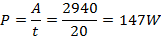 P = A/t = 2940/20 = 147W